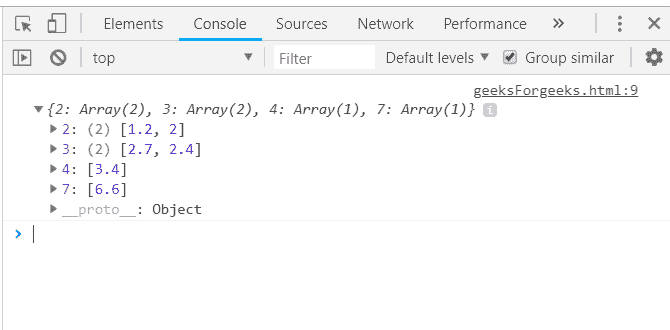 Elements Console Sources Network Performance »
top Filter Default levels Group similar
geeksForgeeks.html:9
{2: Array(2), 3: Array(2), 4: Array(1), 7: Array(1)} i
2: (2) [1.2, 2]
3: (2) [2.7, 2.4]
4: [3.4]
7: [6.6]
__proto__: Object
>